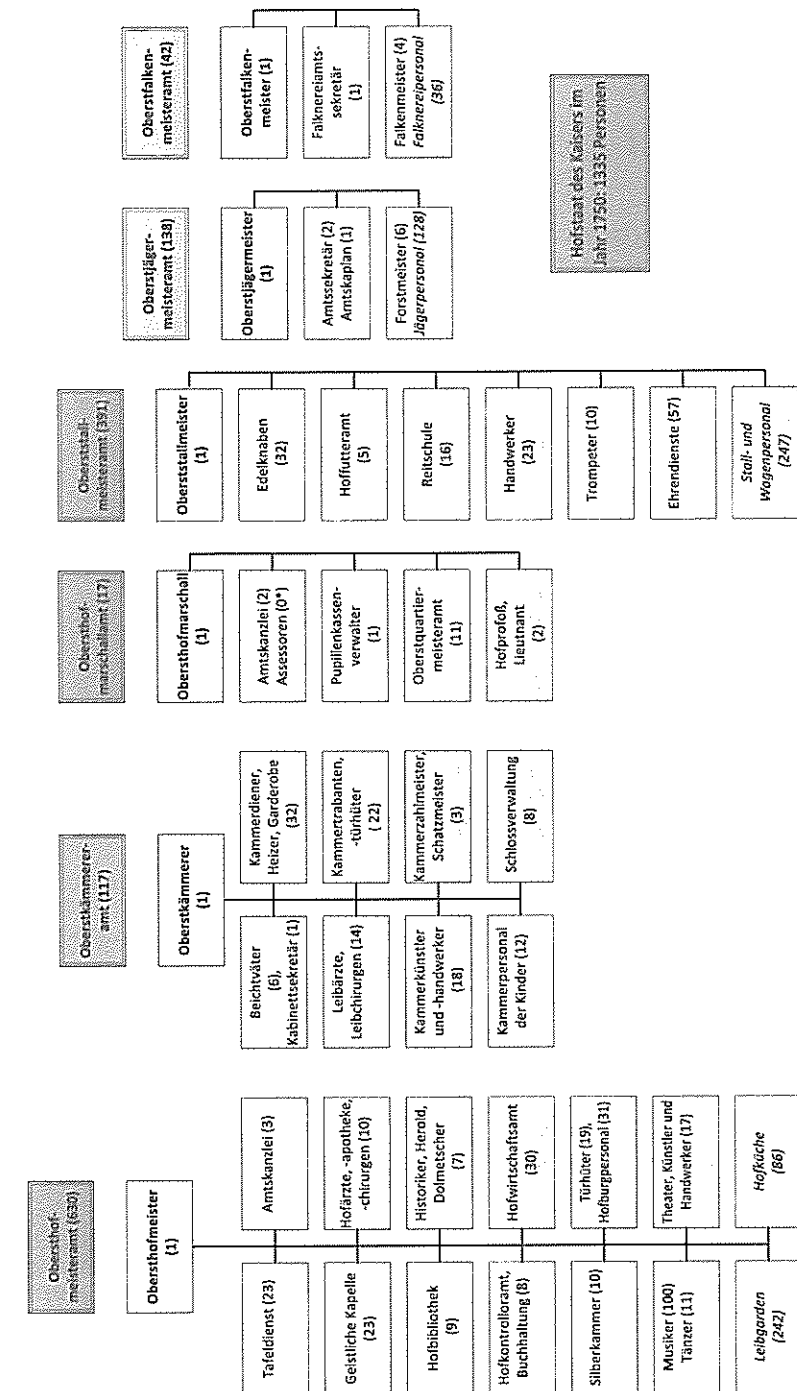 Obersthof-
meisteramt (630)
Obersthofmeister
(1)
Tafeldienst (23)
Amtskanzlei (3)
Geistliche Kapelle
(23)
Hofärzte, -apotheke,
-chirurgen (10)
Hofbibliothek
(9)
Historiker, Herold,
Dolmetscher
(7)
Hofkontrolloramt,
Buchhaltung (8)
Hofwirtschaftsamt
(30)
Silberkammer (10)
Türhüter (19),
Hofburgpersonal (31)
Musiker (100)
Tänzer (11)
Theater, Künstler und
Handwerker (17)
Leibgarden
(242)
Hofküche
(86)
Oberstkämmerer-
amt (117)
Oberstkämmerer
(1)
Beichtväter
(6),
Kabinettsekretär (1)
Kammerdiener,
Heizer, Garderobe
(32)
Leibärzte,
Leibchirurgen (14)
Kammertrabanten,
-türhüter
( 22)
Kammerkünstler
und -handwerker
(18)
Kammerzahlmeister,
Schatzmeister
(3)
Kammerpersonal
der Kinder (12)
Schlossverwaltung
(8)
Obersthof-
marschallamt (17)
Obersthofmarschall
(1)
Amtskanzlei (2)
Assessoren (0*)
Pupillenkassen-
verwalter
(1)
Oberstquartier-
meisteramt
(11)
Hofprofoß,
Lieutnant
(2)
Oberststall-
meisteramt (391)
Oberststallmeister
(1)
Edelknaben
(32)
Hoffutteramt
(5)
Reitschule
(16)
Handwerker
(23)
Trompeter (10)
Ehrendienste (57)
Stall- und
Wagenpersonal
(247)
Oberstjäger-
meisteramt (138)
Oberstjägermeister
(1)
Amtssekretär (2)
Amtskaplan (1)
Forstmeister (6)
Jägerpersonal (128)
Oberstfalken-
meisteramt (42)
Oberstfalken-
meister (1)
Falknereiamts-
sekretär
(1)
Falkenmeister (4)
Falknereipersonal
(36)
Hofstaat des Kaisers im
Jahr 1750: 1335 Personen